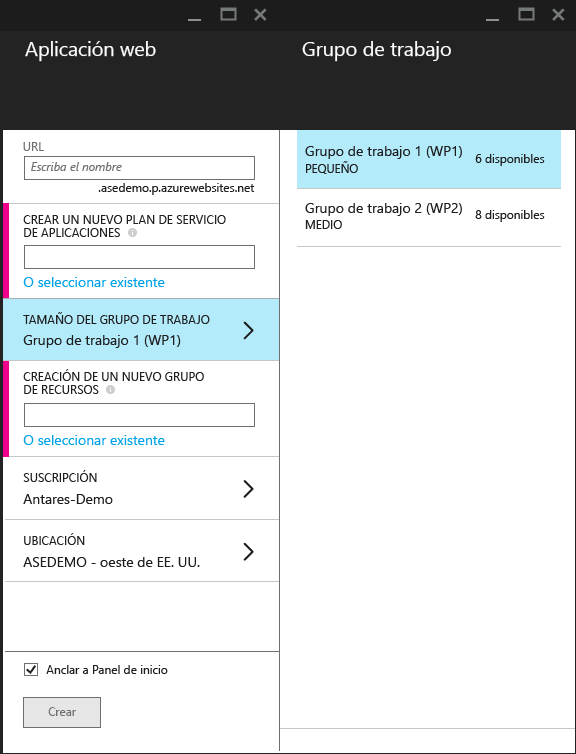 Aplicación web
URL
Escriba el nombre
.asedemo.p.azurewebsites.net
CREAR UN NUEVO PLAN DE SERVICIO
DE APLICACIONES
O seleccionar existente
TAMAÑO DEL GRUPO DE TRABAJO
Grupo de trabajo 1 (WP1)
CREACIÓN DE UN NUEVO GRUPO
DE RECURSOS
O seleccionar existente
SUSCRIPCIÓN
Antares-Demo
UBICACIÓN
ASEDEMO - oeste de EE. UU.
Anclar a Panel de inicio
Crear
Grupo de trabajo
Grupo de trabajo 1 (WP1)
PEQUEÑO
6 disponibles
Grupo de trabajo 2 (WP2)
MEDIO
8 disponibles